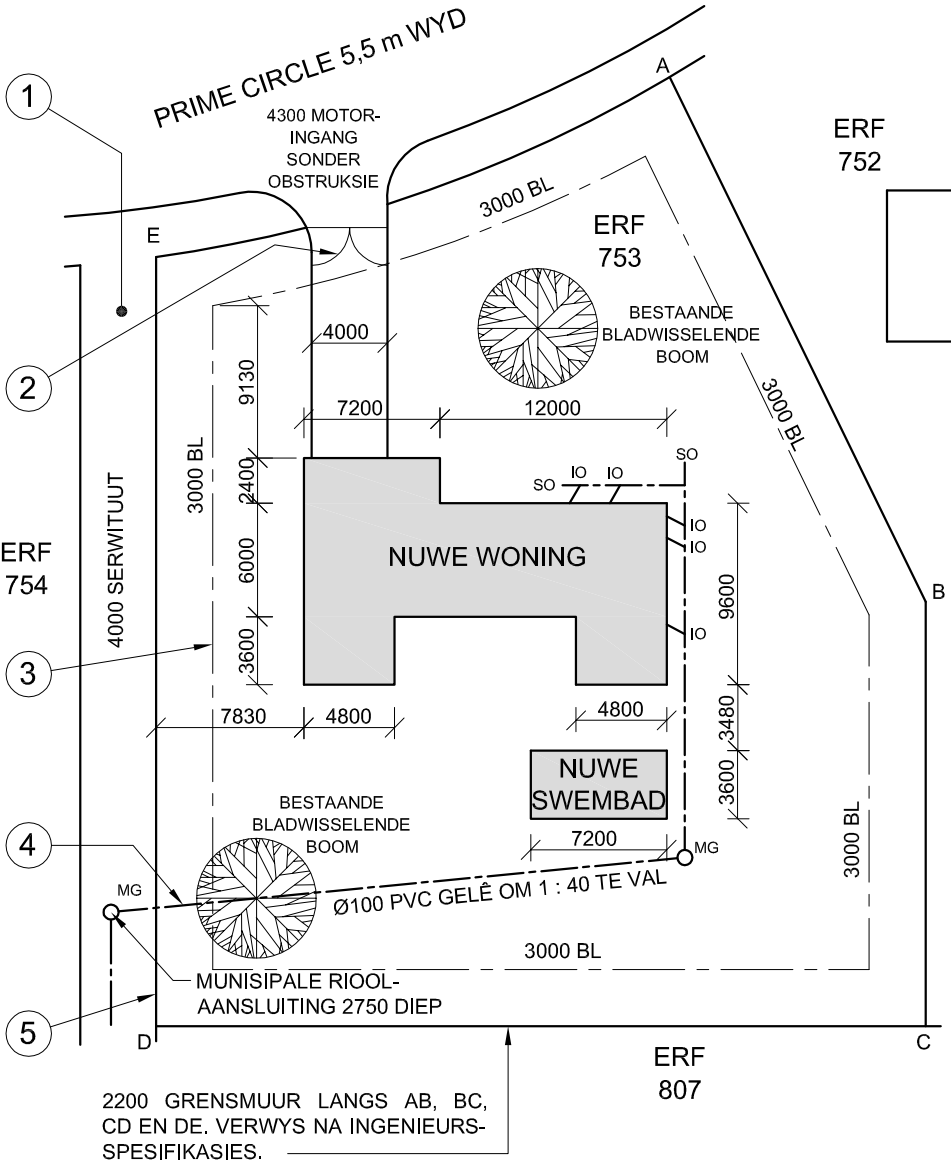 PRIME CIRCLE 5,5 m WYD
1
4300 MOTOR-
INGANG
SONDER
OBSTRUKSIE
A
ERF
752
3000 BL
E
ERF
753
BESTAANDE
BLADWISSELENDE
BOOM
2
4000
9130
7200
12000
3000 BL
3000 BL
2400
SO
SO
IO
IO
IO
IO
NUWE WONING
ERF
754
4000 SERWITUUT
6000
9600
B
IO
3
3600
7830
4800
4800
3480
NUWE
SWEMBAD
3600
BESTAANDE
BLADWISSELENDE
BOOM
7200
4
MG
MG
3000 BL
Ø100 PVC GELÊ OM 1 : 40 TE VAL
3000 BL
MUNISIPALE RIOOL-
AANSLUITING 2750 DIEP
5
D
C
ERF
807
2200 GRENSMUUR LANGS AB, BC,
CD EN DE. VERWYS NA INGENIEURS-
SPESIFIKASIES.